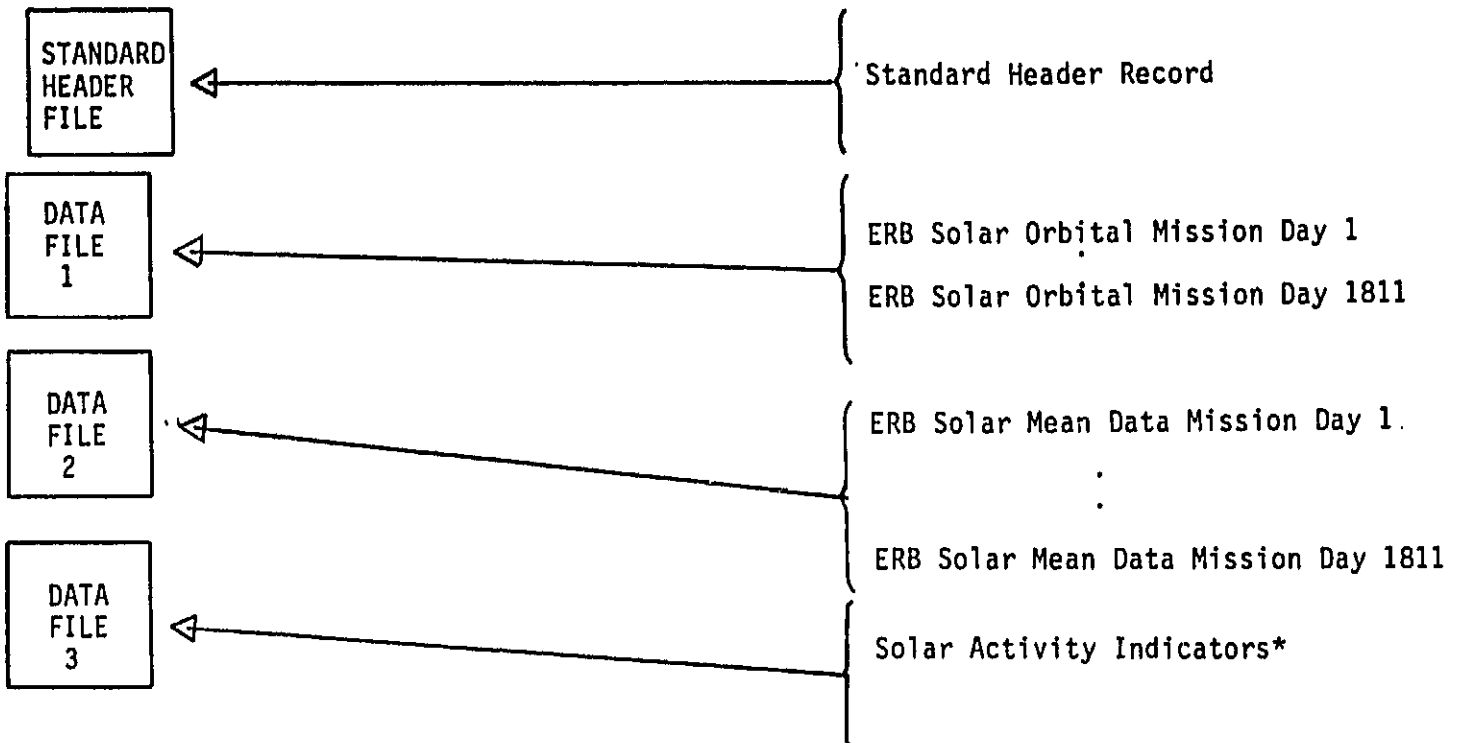 STANDARD
HEADER
FILE
Standard Header Record
DATA
FILE
1
ERB Solar Orbital Mission Day 1
ERB Solar Orbital Mission Day 1811
DATA
FILE
2
ERB Solar Mean Data Mission Day 1.
:
ERB Solar Mean Data Mission Day 1811
DATA
FILE
3
Solar Activity Indicators*